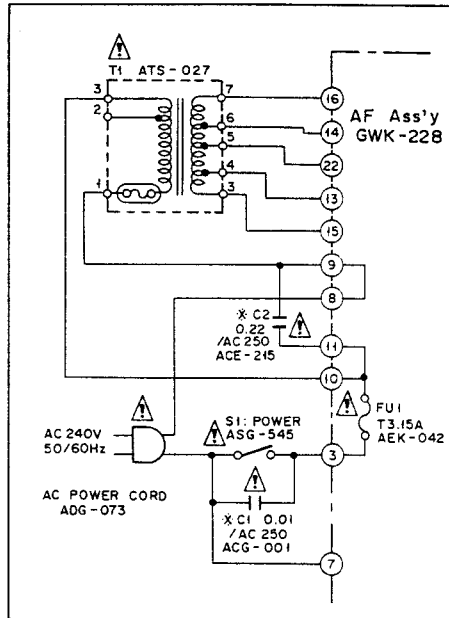 T1 ATS-027
3
2
1
7
6
5
4
3
16
14
22
13
15
9
8
11
10
3
7
AF Ass'y
GWK-228
※ C2
0.22
/AC 250
ACE-215
FU1
T3.15A
AEK-042
S1: POWER
ASG-545
AC 240V
50/60Hz
※C1 0.01
/AC 250
ACG-001
AC POWER CORD
ADG-073